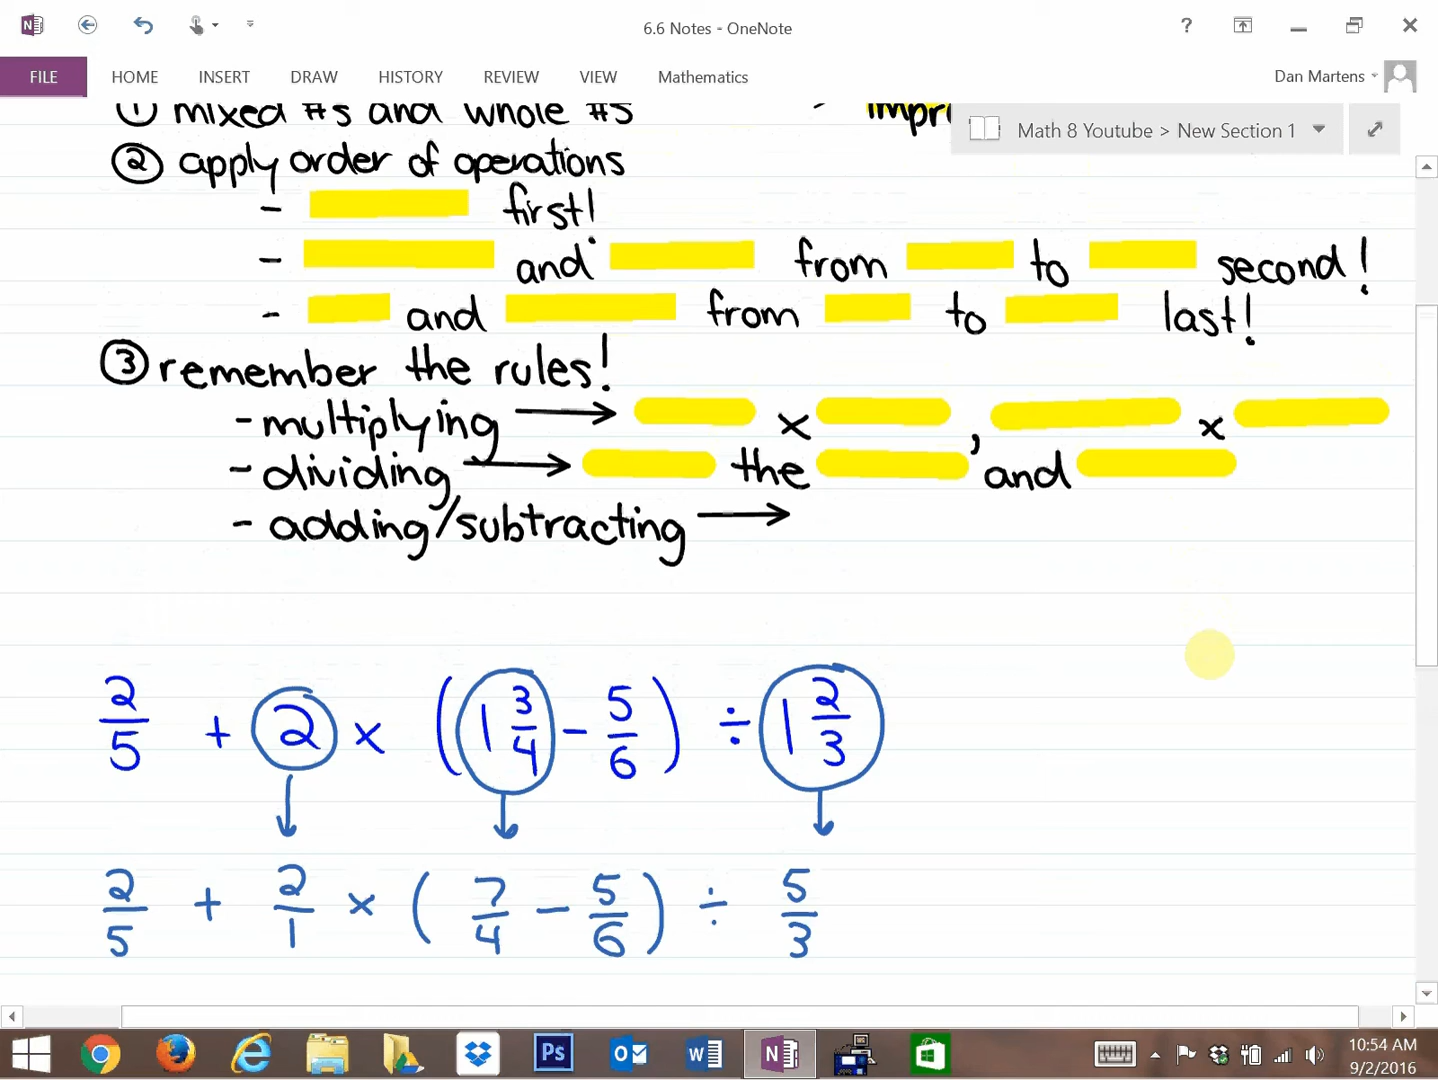 6.6 Notes - OneNote
?
FILE HOME INSERT DRAW HISTORY REVIEW VIEW Mathematics
Dan Martens
① mixed #s and whole #s -
Math 8 Youtube > New Section 1
② apply order of operations
- first!
- and from to second!
- and from to last!
③ remember the rules!
- multiplying → x , x
- dividing → the and
- adding/subtracting →
2/5 + 2 x (1 3/4 - 5/6) ÷ 1 2/3
2/5 + 2/1 x (7/4 - 5/6) ÷ 5/3
Ps
10:54 AM
9/2/2016